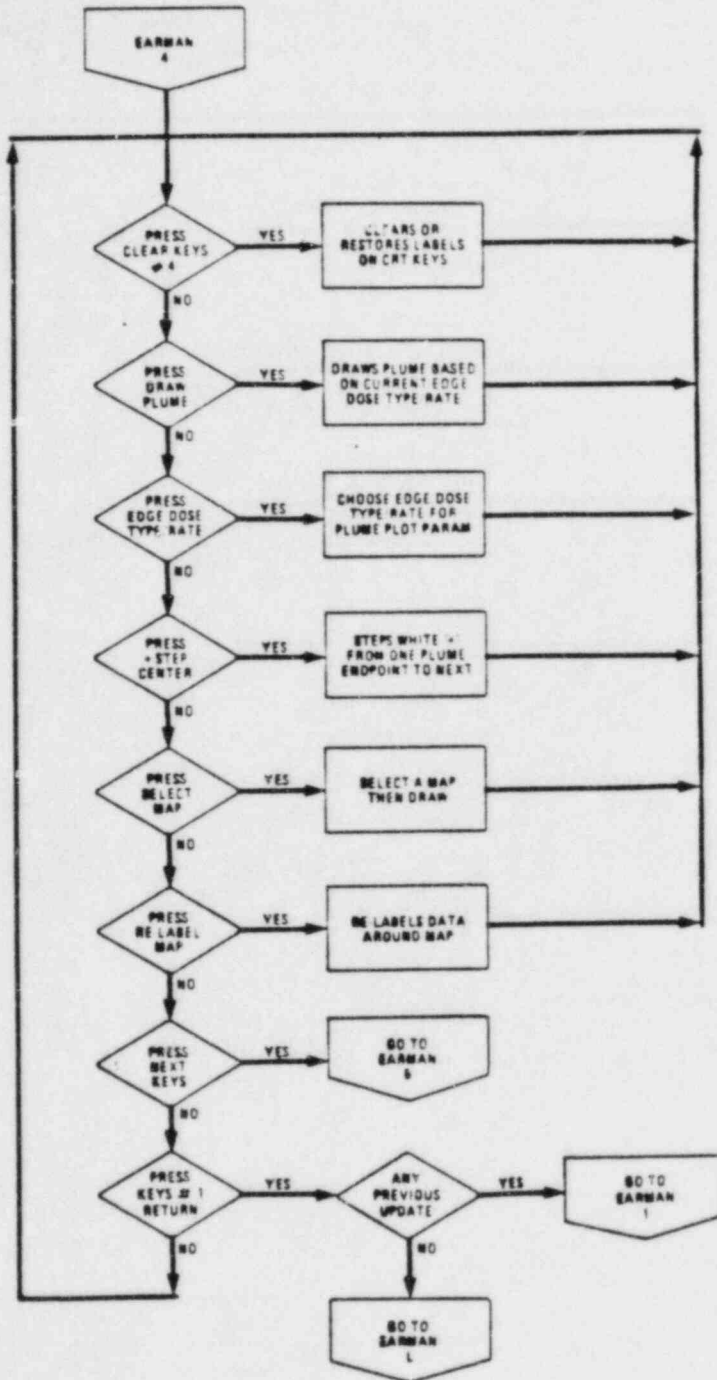 EARMAN
4
PRESS
CLEAR KEYS
# 4
YES
CLEARS OR
RESTORES LABELS
ON CRT KEYS
NO
PRESS
DRAW
PLUME
YES
DRAWS PLUME BASED
ON CURRENT EDGE
DOSE TYPE RATE
NO
PRESS
EDGE DOSE
TYPE RATE
YES
CHOOSE EDGE DOSE
TYPE RATE FOR
PLUME PLOT PARAM
NO
PRESS
+ STEP
CENTER
YES
STEPS WHITE
FROM ONE PLUME
ENDPOINT TO NEXT
NO
PRESS
SELECT
MAP
YES
SELECT A MAP
THEN DRAW
NO
PRESS
RE LABEL
MAP
YES
RE LABELS DATA
AROUND MAP
NO
PRESS
NEXT
KEYS
YES
GO TO
EARMAN
NO
PRESS
KEYS # 1
RETURN
YES
ANY
PREVIOUS
UPDATE
YES
GO TO
EARMAN
1
NO
NO
GO TO
EARMAN
L